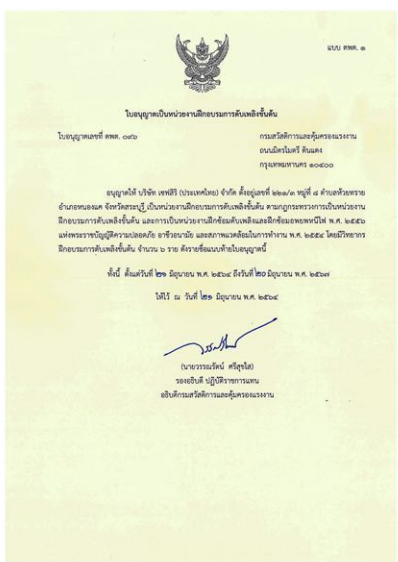 แบบ ดพต. ๑
ใบอนุญาตเป็นหน่วยงานฝึกอบรมการดับเพลิงขั้นต้น
ใบอนุญาตเลขที่ ดพต. ๐๙๖
กรมสวัสดิการและคุ้มครองแรงงาน
ถนนมิตรไมตรี ดินแดง
กรุงเทพมหานคร ๑๐๔๐๐
อนุญาตให้ บริษัท เซฟสิริ (ประเทศไทย) จำกัด ตั้งอยู่เลขที่ ๒๒๑/๓ หมู่ที่ ๘ ตำบลห้วยทราย
อำเภอหนองแค จังหวัดสระบุรี เป็นหน่วยงานฝึกอบรมการดับเพลิงขั้นต้น ตามกฎกระทรวงการเป็นหน่วยงาน
ฝึกอบรมการดับเพลิงขั้นต้น และการเป็นหน่วยงานฝึกซ้อมดับเพลิงและฝึกซ้อมอพยพหนีไฟ พ.ศ. ๒๕๕๖
แห่งพระราชบัญญัติความปลอดภัย อาชีวอนามัย และสภาพแวดล้อมในการทำงาน พ.ศ. ๒๕๕๔ โดยมีวิทยากร
ฝึกอบรมการดับเพลิงขั้นต้น จำนวน ๖ ราย ดังรายชื่อแนบท้ายใบอนุญาตนี้
ทั้งนี้ ตั้งแต่วันที่ ๒๑ มิถุนายน พ.ศ. ๒๕๖๔ ถึงวันที่ ๒๐ มิถุนายน พ.ศ. ๒๕๖๗
ให้ไว้ ณ วันที่ ๒๑ มิถุนายน พ.ศ. ๒๕๖๔
(นายวรรณรัตน์ ศรีสุขใส)
รองอธิบดี ปฏิบัติราชการแทน
อธิบดีกรมสวัสดิการและคุ้มครองแรงงาน